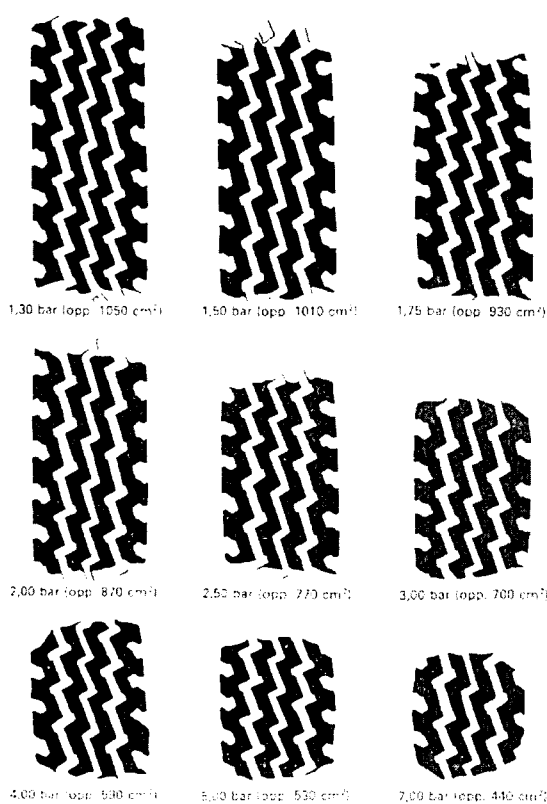 1,30 bar (opp. 1050 cm²)
1,50 bar (opp. 1010 cm²)
1,75 bar (opp. 930 cm²)
2,00 bar (opp. 870 cm²)
2,50 bar (opp. 770 cm²)
3,00 bar (opp. 700 cm²)
4,00 bar (opp. cm²)
5,00 bar (opp. 530 cm²)
7,00 bar (opp. 440 cm²)